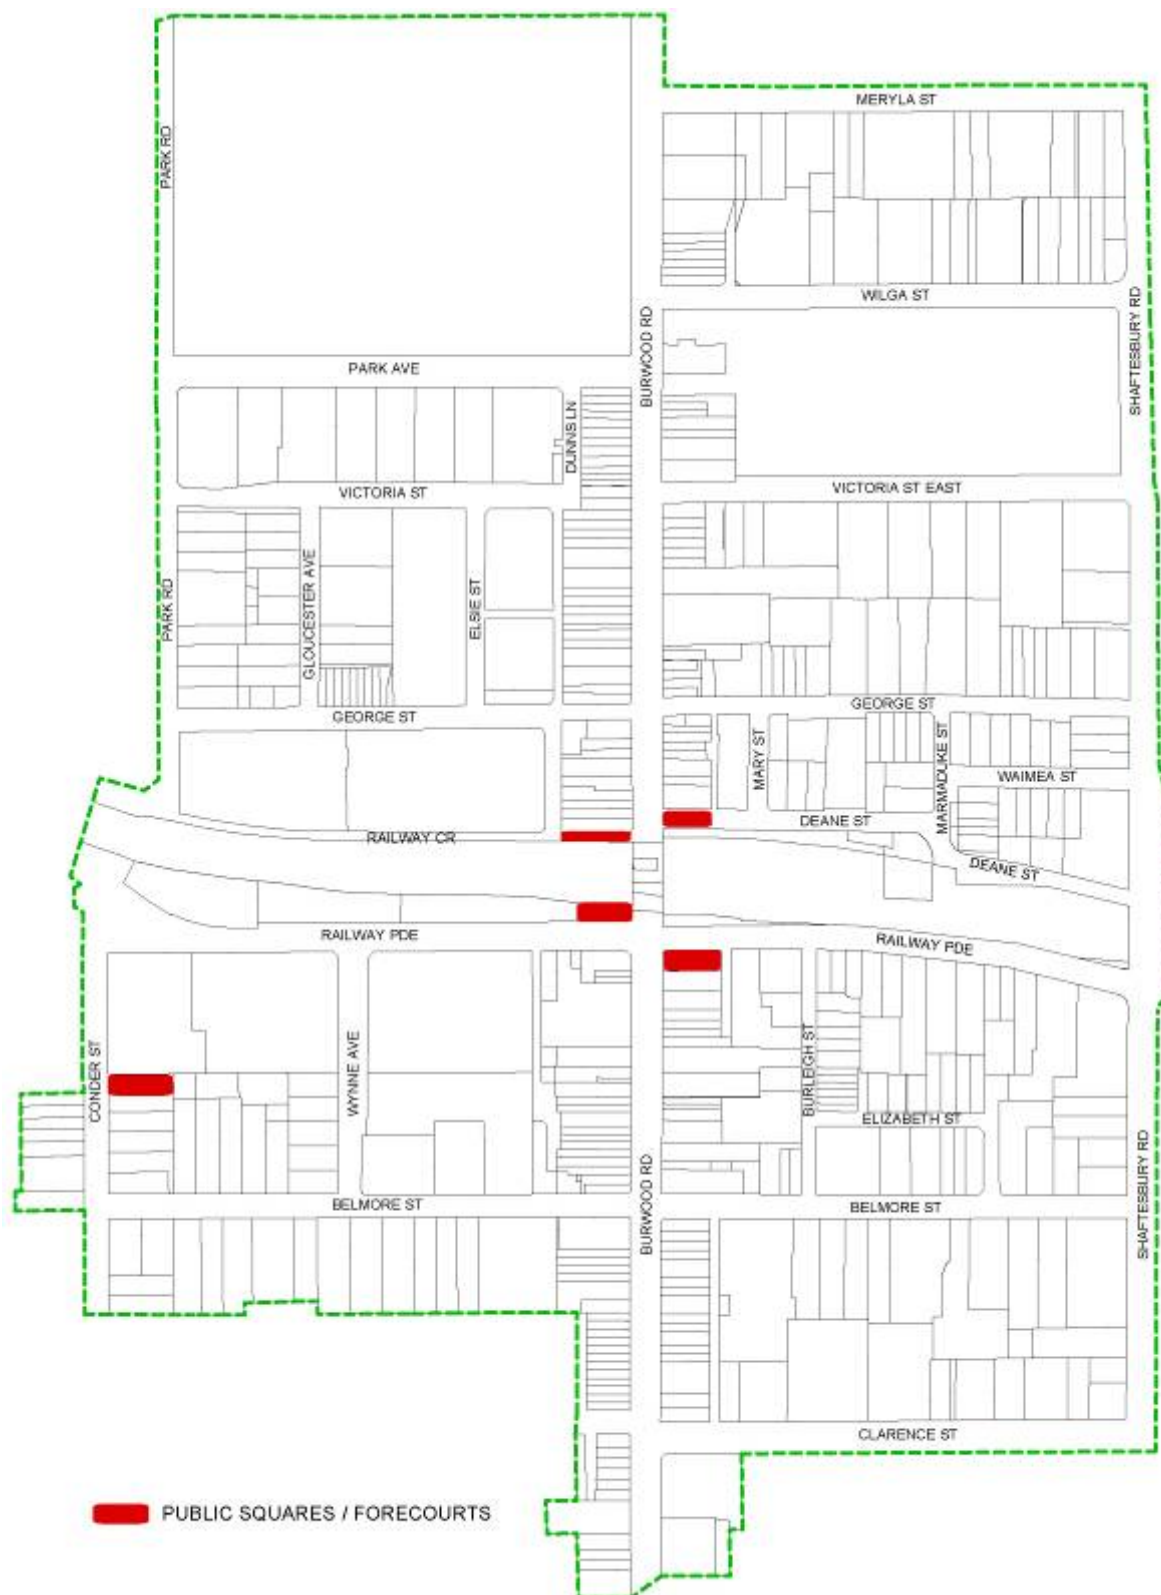 MERYLA ST
PARK RD
WILGA ST
BURWOOD RD
SHAFTESBURY RD
PARK AVE
DUNNS LN
VICTORIA ST
VICTORIA ST EAST
PARK RD
GLOUCESTER AVE
ELSIE ST
GEORGE ST
GEORGE ST
MARY ST
MARMADUKE ST
WAIMEA ST
DEANE ST
RAILWAY CR
DEANE ST
RAILWAY PDE
RAILWAY PDE
CONDER ST
WYNNE AVE
BURLEIGH ST
ELIZABETH ST
BURWOOD RD
SHAFTESBURY RD
BELMORE ST
BELMORE ST
CLARENCE ST
PUBLIC SQUARES / FORECOURTS